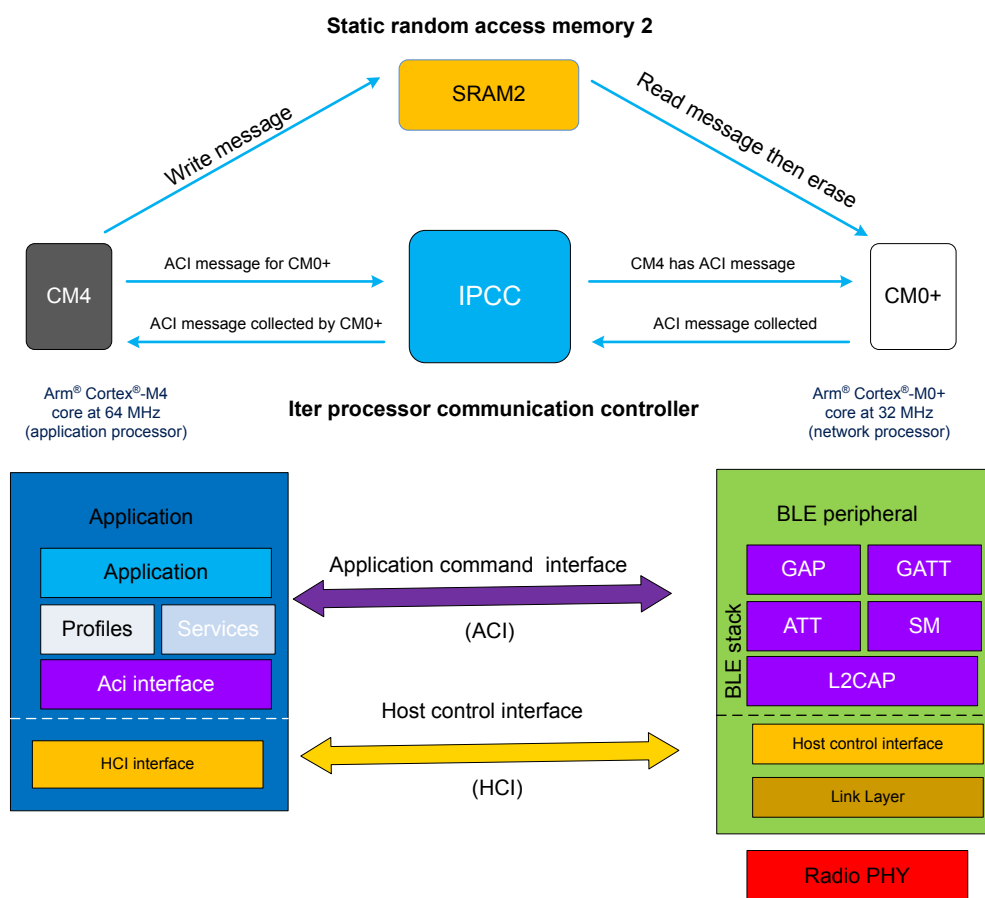 Static random access memory 2
SRAM2
Write message
Read message then erase
CM4
ACI message for CM0+
IPCC
CM4 has ACI message
CM0+
ACI message collected by CM0+
ACI message collected
Arm® Cortex®-M4
core at 64 MHz
(application processor)
Iter processor communication controller
Arm® Cortex®-M0+
core at 32 MHz
(network processor)
Application
Application
Profiles
Services
Aci interface
HCI interface
Application command interface
(ACI)
Host control interface
(HCI)
BLE peripheral
BLE stack
GAP
GATT
ATT
SM
L2CAP
Host control interface
Link Layer
Radio PHY